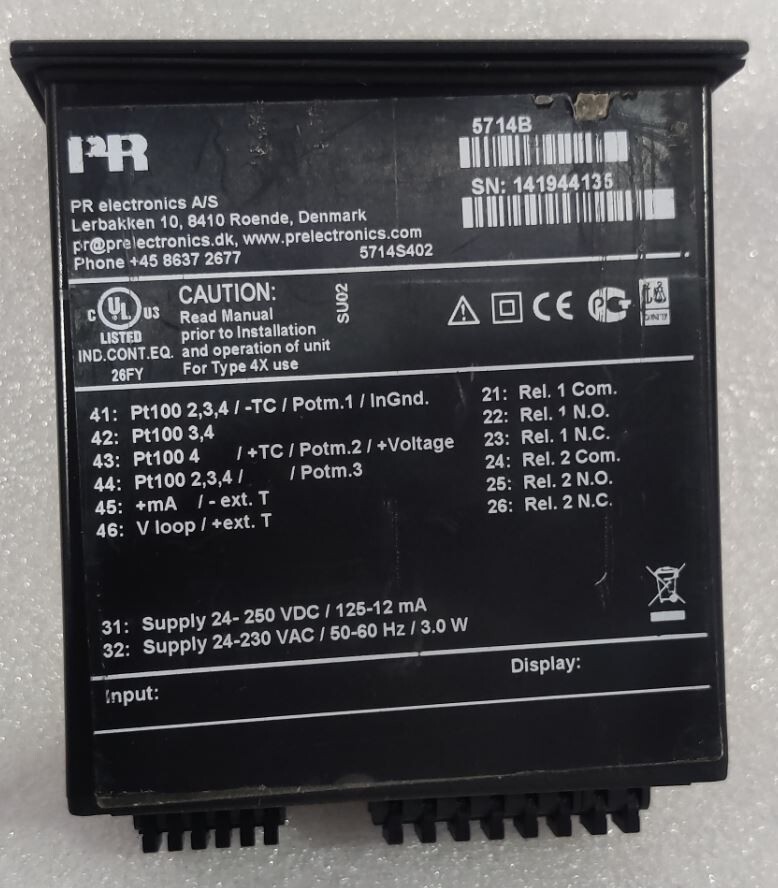 PR
5714B
SN: 141944135
PR electronics A/S
Lerbakken 10, 8410 Roende, Denmark
pr@prelectronics.dk, www.prelectronics.com
Phone +45 8637 2677
5714S402
C UL US
LISTED
IND.CONT.EQ.
26FY
CAUTION:
Read Manual
prior to Installation
and operation of unit
For Type 4X use
SU02
CE
41: Pt100 2,3,4 / -TC / Potm.1 / InGnd.
42: Pt100 3,4
43: Pt100 4 / +TC / Potm.2 / +Voltage
44: Pt100 2,3,4 / / Potm.3
45: +mA / - ext. T
46: V loop / +ext. T
21: Rel. 1 Com.
22: Rel. 1 N.O.
23: Rel. 1 N.C.
24: Rel. 2 Com.
25: Rel. 2 N.O.
26: Rel. 2 N.C.
31: Supply 24- 250 VDC / 125-12 mA
32: Supply 24-230 VAC / 50-60 Hz / 3.0 W
Display:
Input: